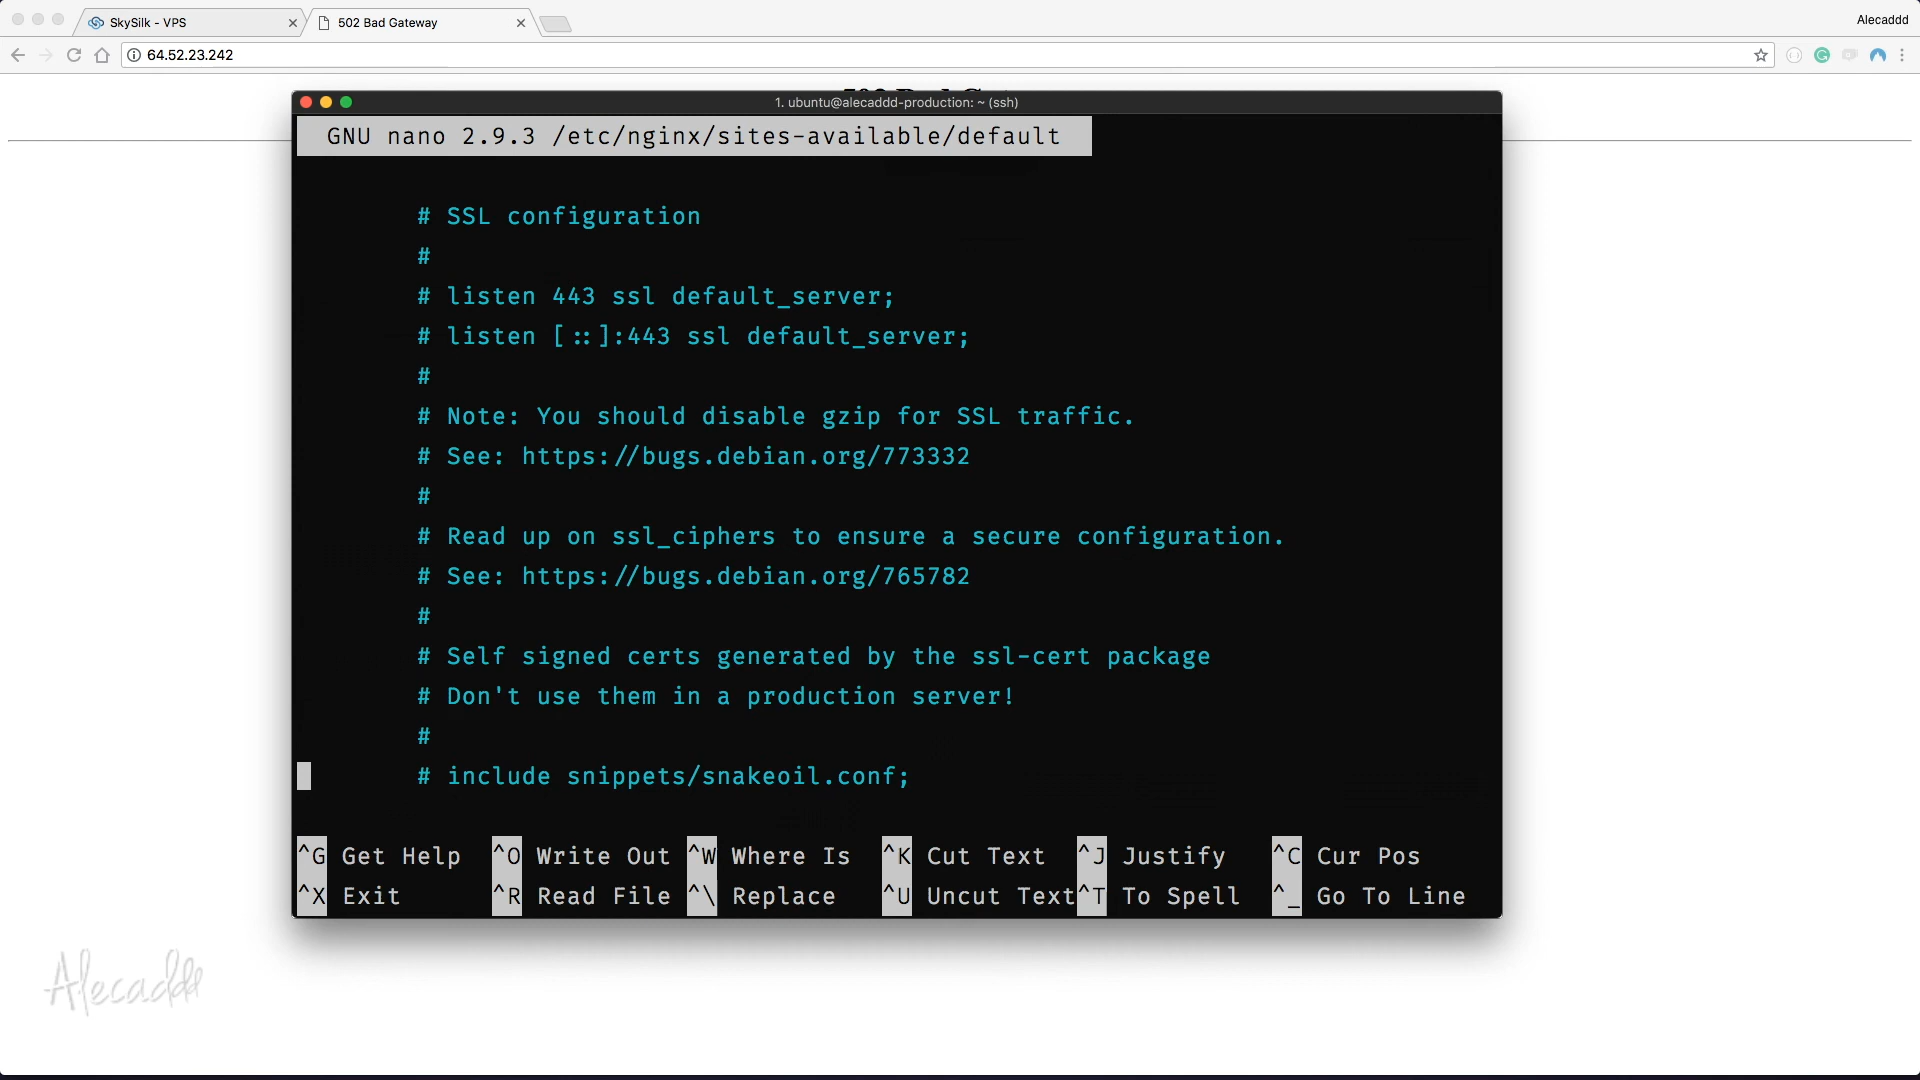 SkySilk - VPS
502 Bad Gateway
Alecaddd
64.52.23.242
1. ubuntu@alecaddd-production: ~ (ssh)
GNU nano 2.9.3 /etc/nginx/sites-available/default
# SSL configuration
#
# listen 443 ssl default_server;
# listen [::]:443 ssl default_server;
#
# Note: You should disable gzip for SSL traffic.
# See: https://bugs.debian.org/773332
#
# Read up on ssl_ciphers to ensure a secure configuration.
# See: https://bugs.debian.org/765782
#
# Self signed certs generated by the ssl-cert package
# Don't use them in a production server!
#
# include snippets/snakeoil.conf;
^G Get Help ^O Write Out ^W Where Is ^K Cut Text ^J Justify ^C Cur Pos
^X Exit ^R Read File ^\ Replace ^U Uncut Text ^T To Spell ^_ Go To Line
Alecaddd